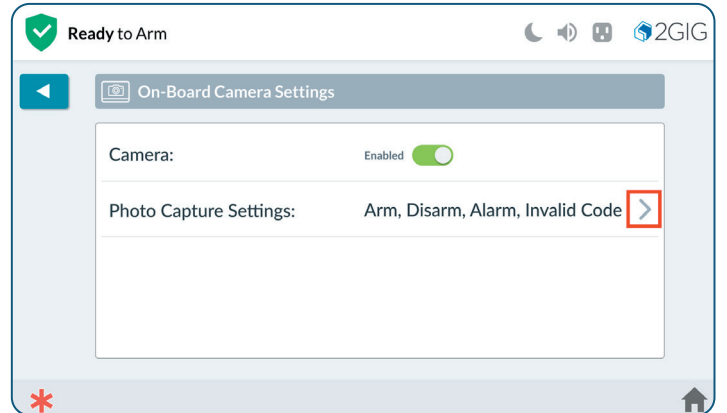 Ready to Arm
2GIG
On-Board Camera Settings
Camera: Enabled
Photo Capture Settings: Arm, Disarm, Alarm, Invalid Code